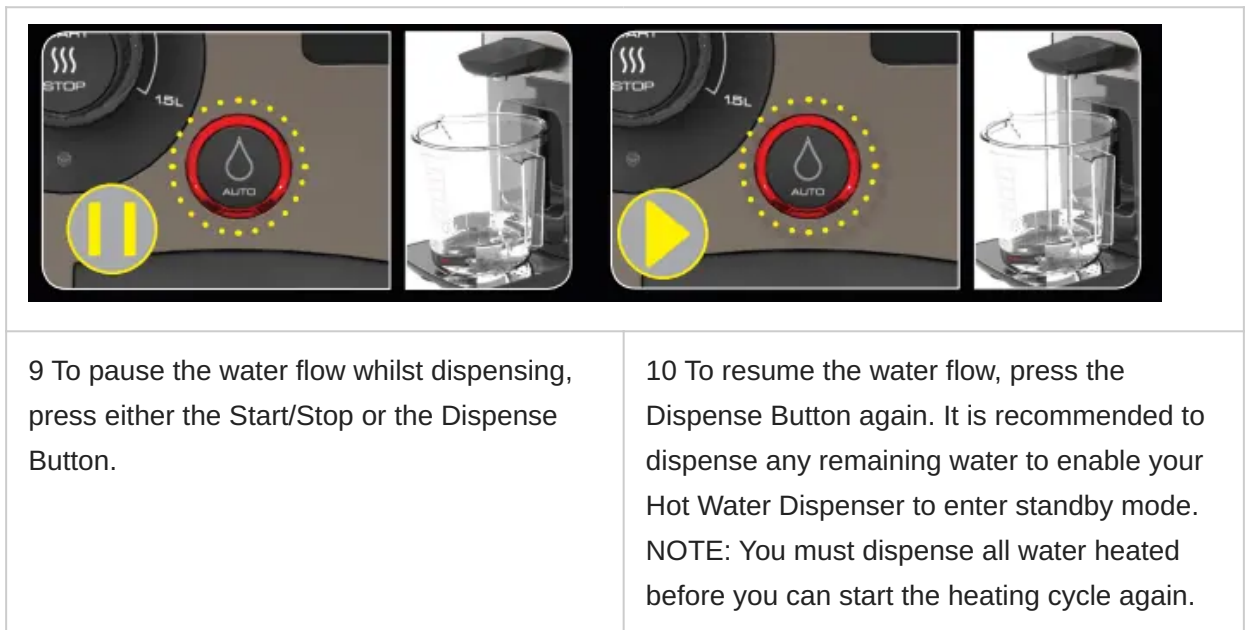 STOP
1.5L
AUTO
STOP
1.5L
AUTO
9 To pause the water flow whilst dispensing,
press either the Start/Stop or the Dispense
Button.
10 To resume the water flow, press the
Dispense Button again. It is recommended to
dispense any remaining water to enable your
Hot Water Dispenser to enter standby mode.
NOTE: You must dispense all water heated
before you can start the heating cycle again.